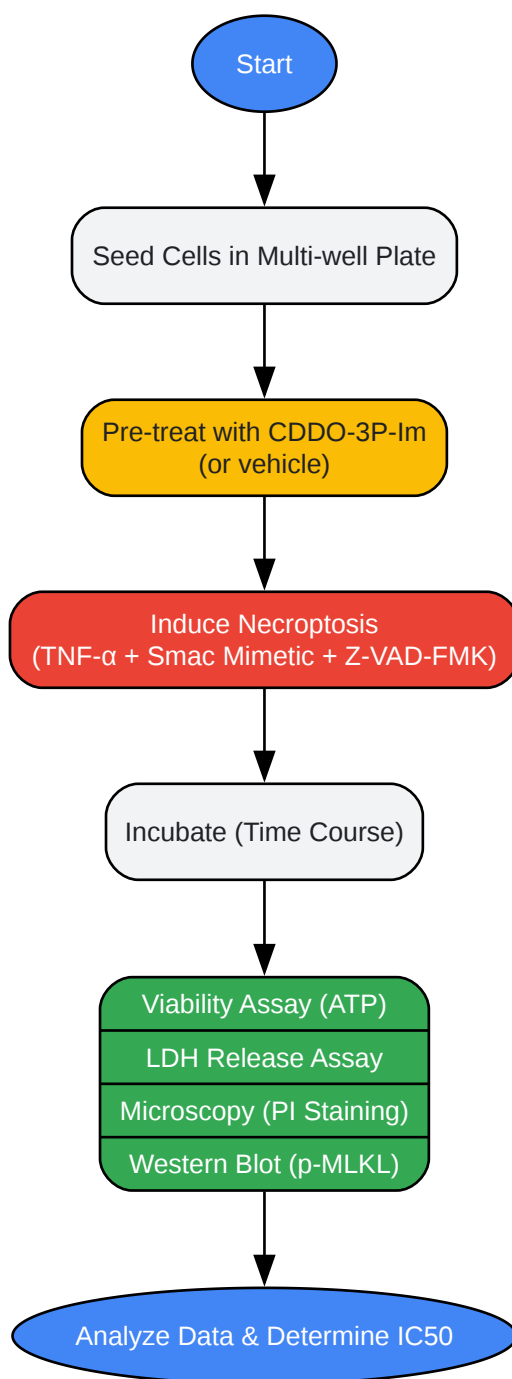 Start
Seed Cells in Multi-well Plate
Pre-treat with CDDO-3P-Im
(or vehicle)
Induce Necroptosis
(TNF-α + Smac Mimetic + Z-VAD-FMK)
Incubate (Time Course)
Viability Assay (ATP)
LDH Release Assay
Microscopy (PI Staining)
Western Blot (p-MLKL)
Analyze Data & Determine IC50